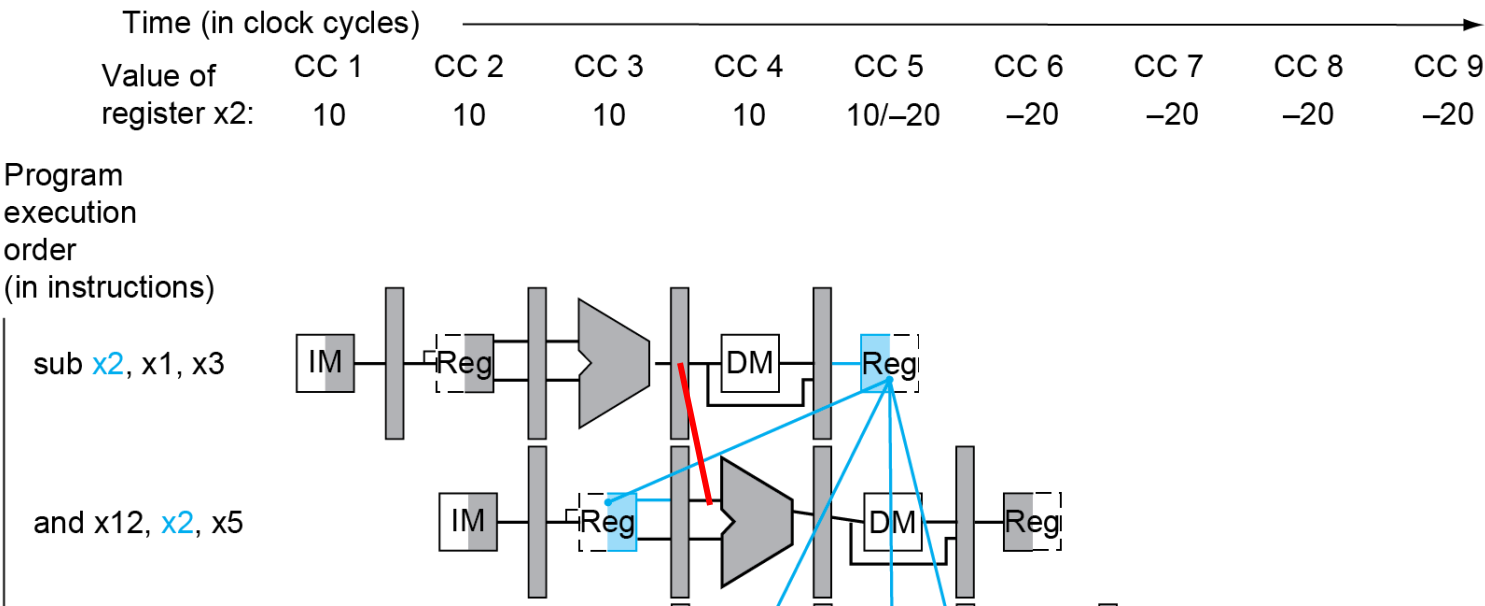 Time (in clock cycles)
Value of register x2:
CC 1 CC 2 CC 3 CC 4 CC 5 CC 6 CC 7 CC 8 CC 9
10 10 10 10 10/–20 –20 –20 –20 –20
Program
execution
order
(in instructions)
sub x2, x1, x3
IM Reg DM Reg
and x12, x2, x5
IM Reg DM Reg